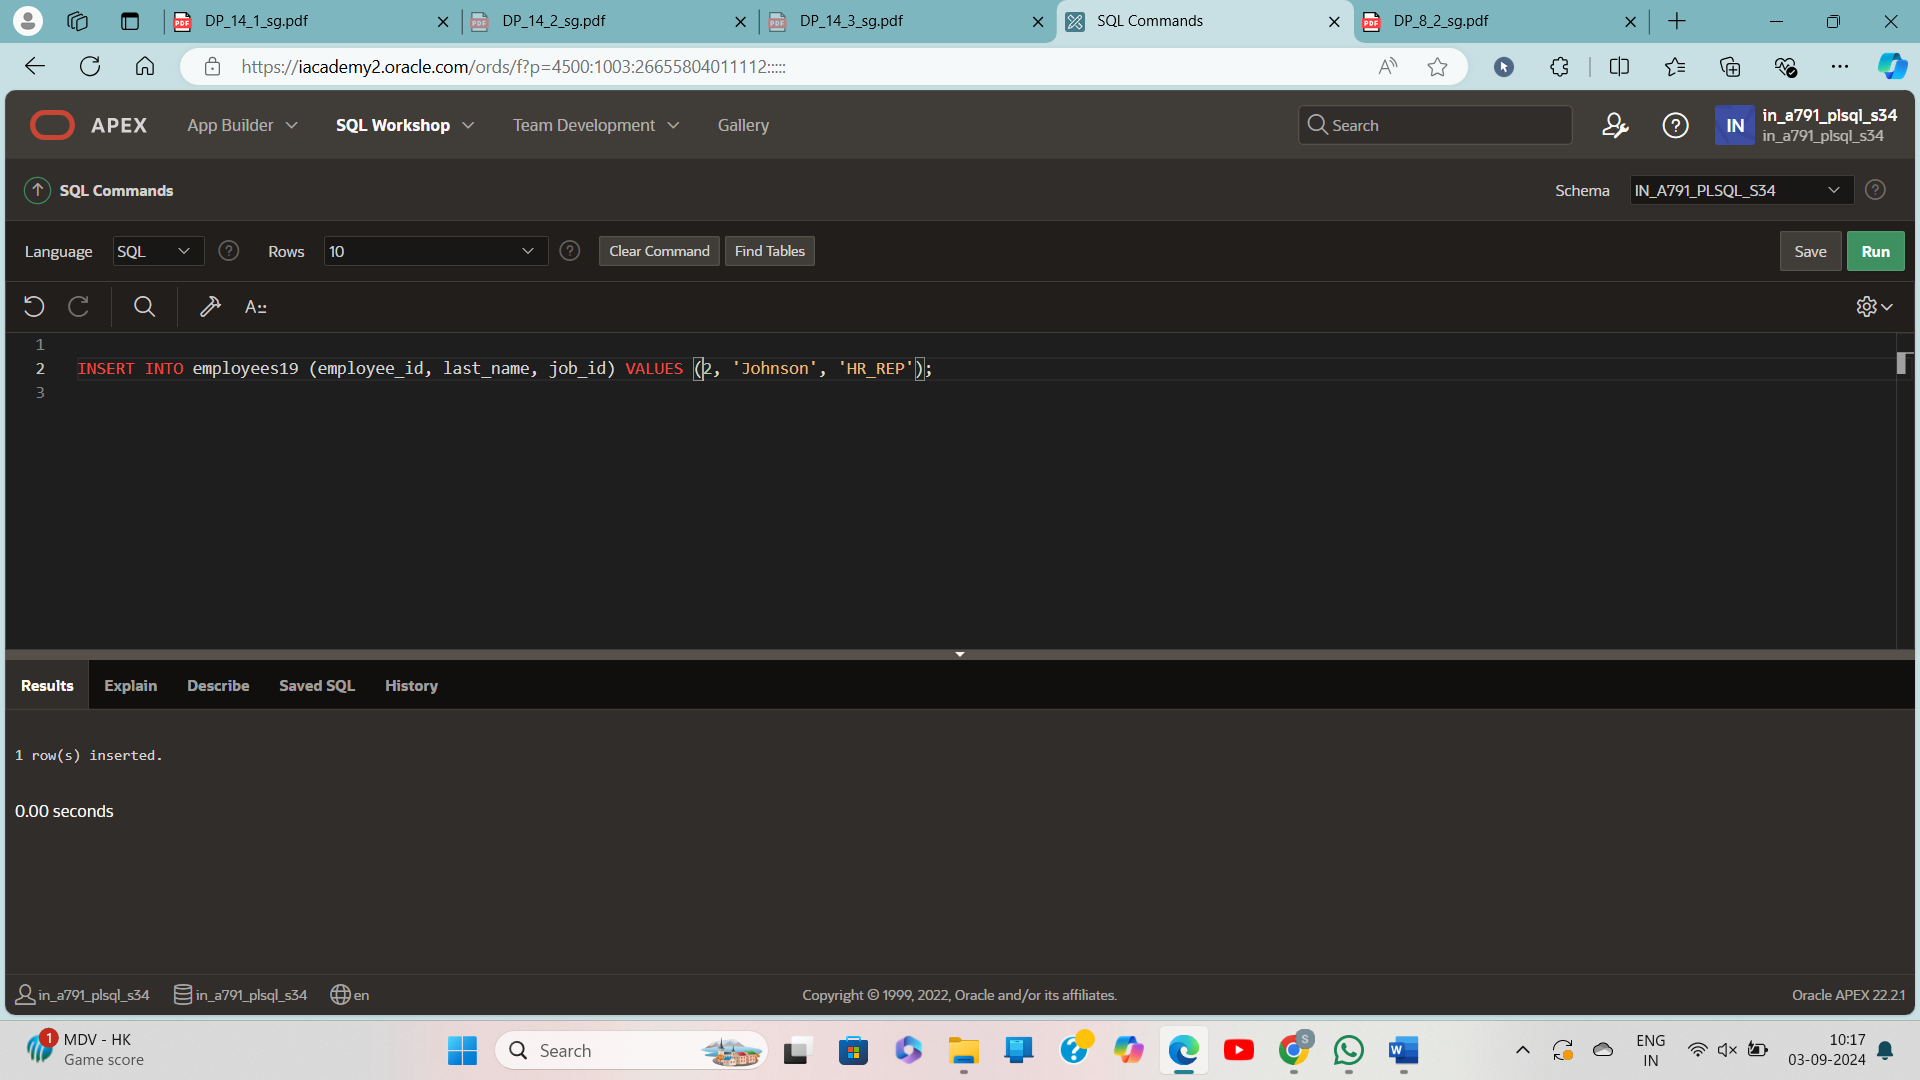 DP_14_1_sg.pdf
DP_14_2_sg.pdf
DP_14_3_sg.pdf
SQL Commands
DP_8_2_sg.pdf
https://iacademy2.oracle.com/ords/f?p=4500:1003:26655804011112:::::
APEX
App Builder
SQL Workshop
Team Development
Gallery
Search
IN
in_a791_plsql_s34
in_a791_plsql_s34
SQL Commands
Schema
IN_A791_PLSQL_S34
Language
SQL
Rows
10
Clear Command
Find Tables
Save
Run
1
2 INSERT INTO employees19 (employee_id, last_name, job_id) VALUES (2, 'Johnson', 'HR_REP');
3
Results
Explain
Describe
Saved SQL
History
1 row(s) inserted.
0.00 seconds
in_a791_plsql_s34
in_a791_plsql_s34
en
Copyright © 1999, 2022, Oracle and/or its affiliates.
Oracle APEX 22.2.1
1
MDV - HK
Game score
Search
S
ENG
IN
10:17
03-09-2024